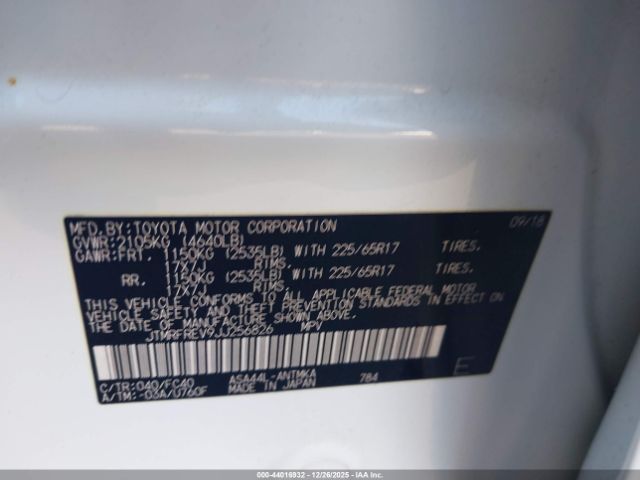 MFD.BY:TOYOTA MOTOR CORPORATION 09/18
GVWR:2105KG (4640LB)
GAWR:FRT. 1150KG (2535LB) WITH 225/65R17 TIRES.
17X7J RIMS.
RR. 1150KG (2535LB) WITH 225/65R17 TIRES.
17X7J RIMS.
THIS VEHICLE CONFORMS TO ALL APPLICABLE FEDERAL MOTOR
VEHICLE SAFETY AND THEFT PREVENTION STANDARDS IN EFFECT
ON THE DATE OF MANUFACTURE SHOWN ABOVE.
JTMRFREV9JJ256826 MPV
C/TR:040/FC40 ASA44L-ANTMKA 784 E
A/TM:-03A/U760F MADE IN JAPAN
000-44016932 - 12/26/2025 - IAAI.com